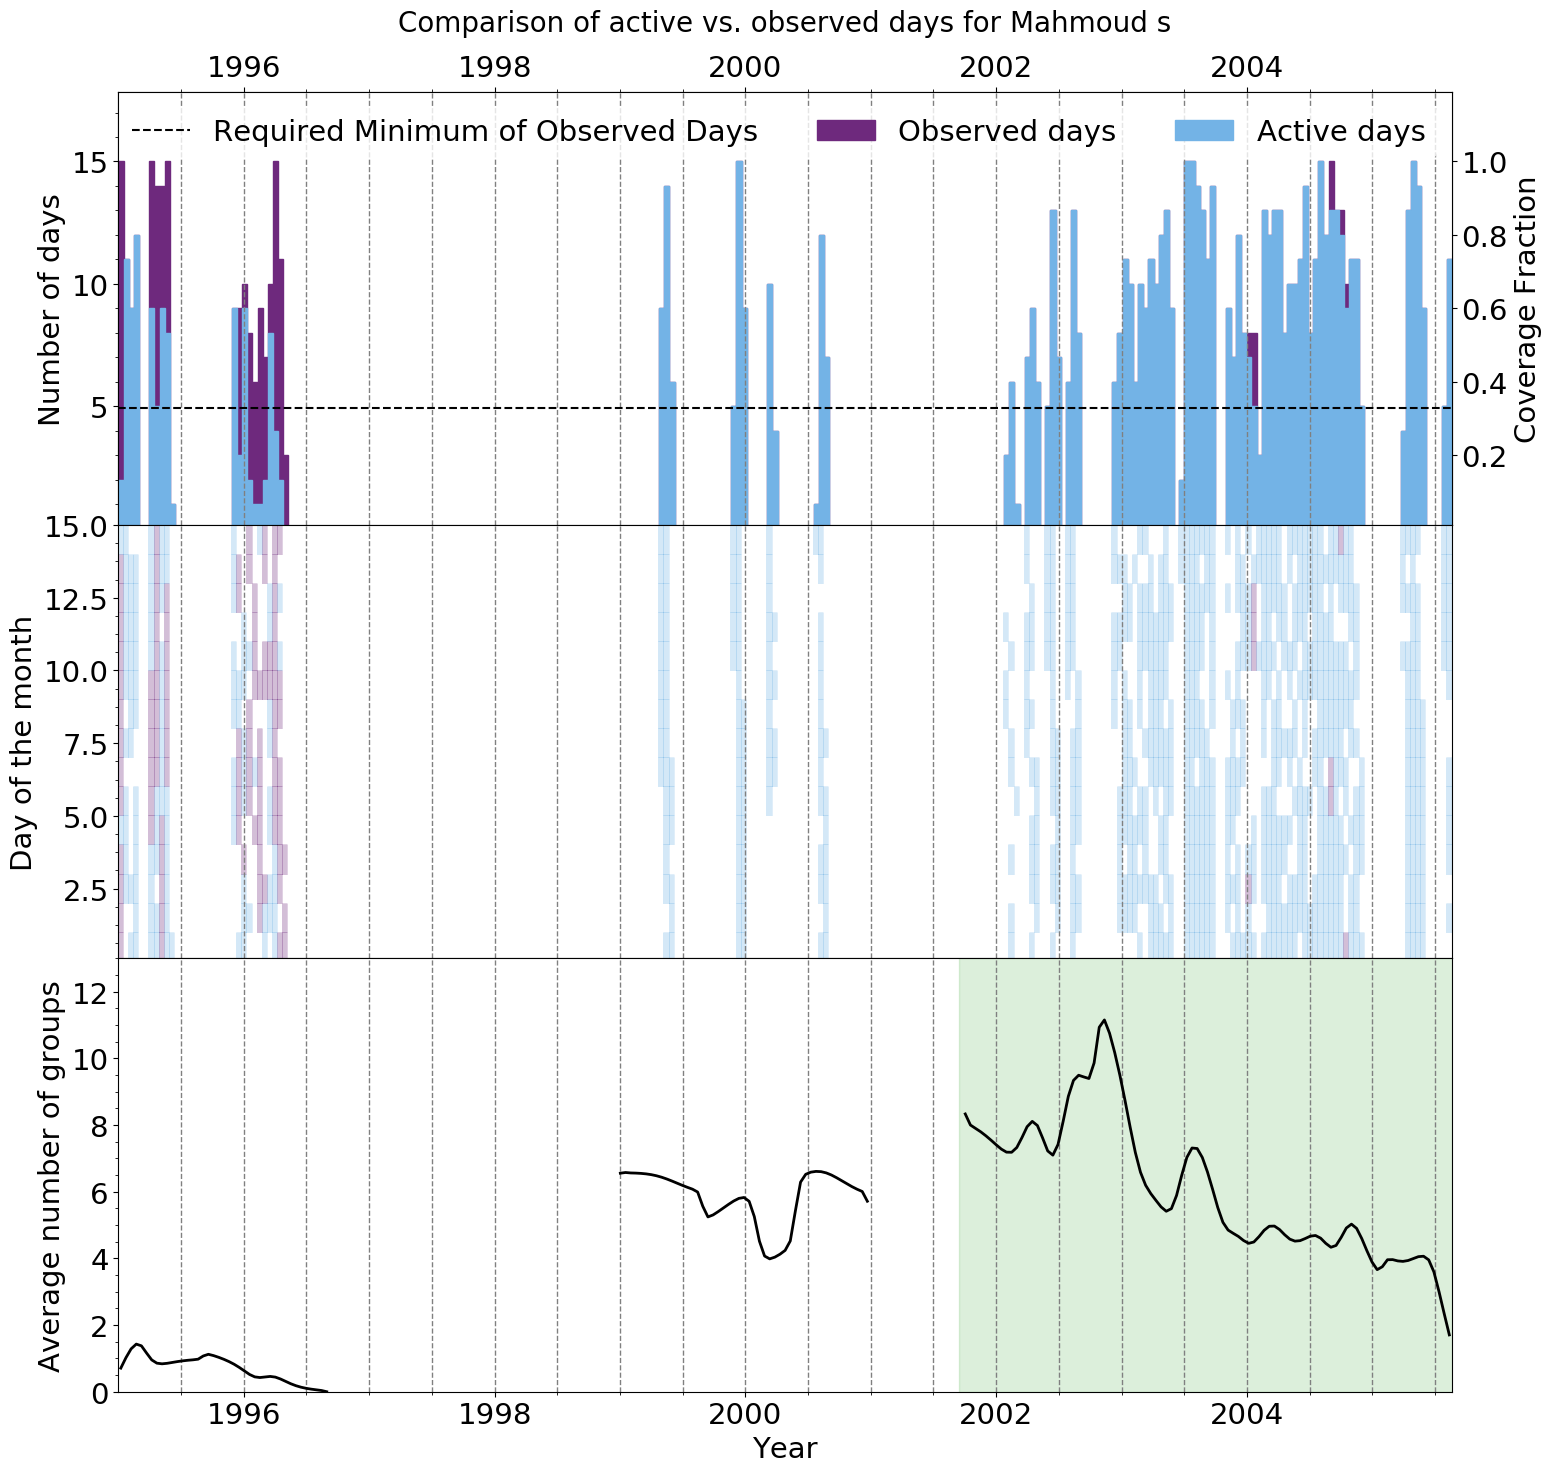 Comparison of active vs. observed days for Mahmoud s
1996 1998 2000 2002 2004
Required Minimum of Observed Days Observed days Active days
Number of days
15
10
5
Coverage Fraction
1.0
0.8
0.6
0.4
0.2
Day of the month
15.0
12.5
10.0
7.5
5.0
2.5
Average number of groups
12
10
8
6
4
2
0
1996 1998 2000 2002 2004
Year